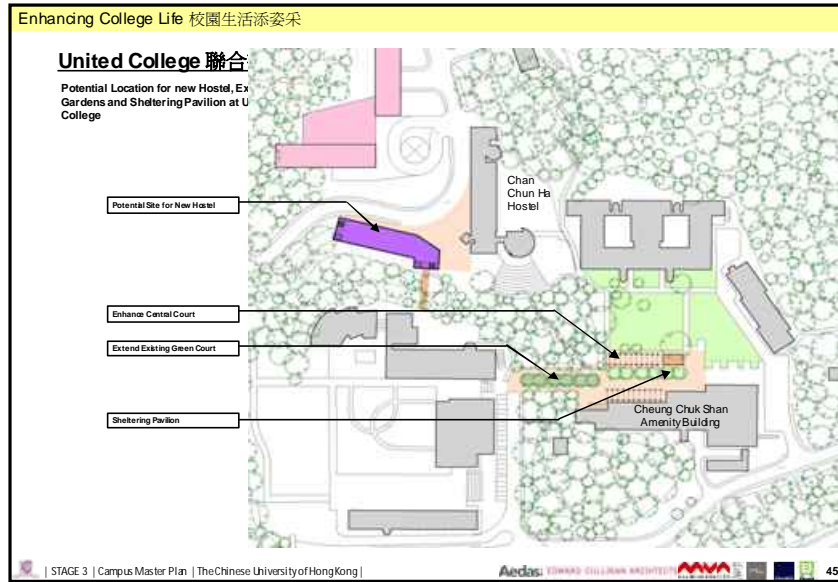 Enhancing College Life 校園生活添姿采
United College 聯合
Potential Location for new Hostel, Ex
Gardens and Sheltering Pavilion at U
College
Chan
Chun Ha
Hostel
Potential Site for New Hostel
Enhance Central Court
Extend Existing Green Court
Sheltering Pavilion
Cheung Chuk Shan
Amenity Building
| STAGE 3 | Campus Master Plan | The Chinese University of Hong Kong |
Aedas EDWARD CULLINAN ARCHITECTS
45